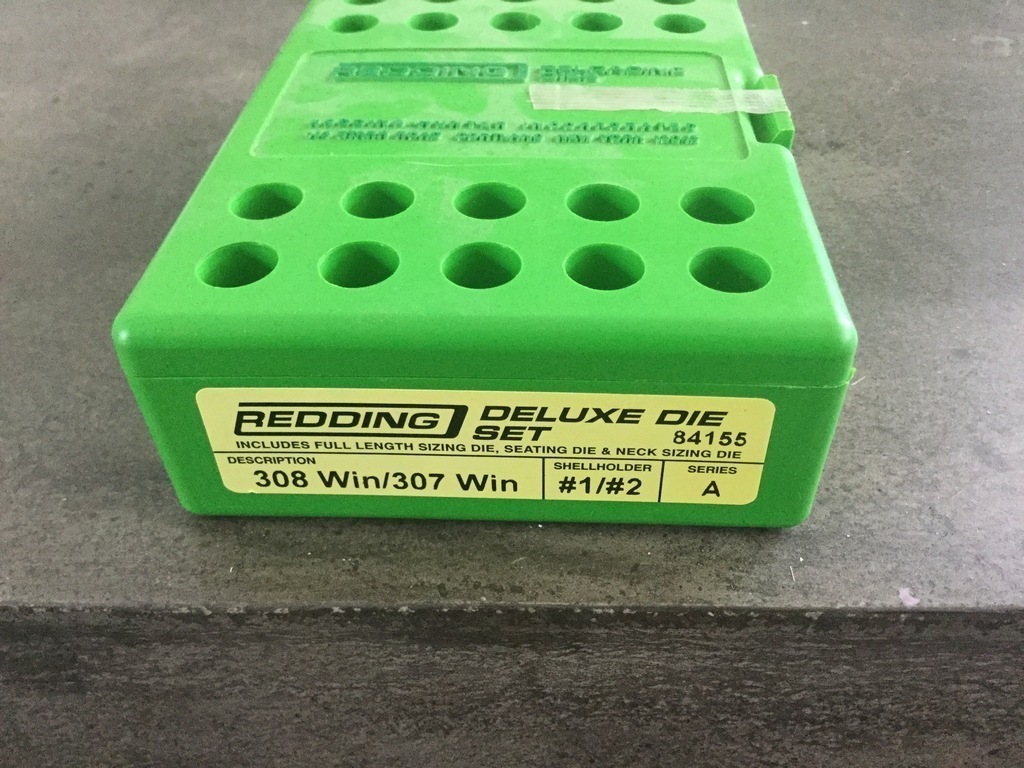 REDDING
REDDING DELUXE DIE SET
84155
INCLUDES FULL LENGTH SIZING DIE, SEATING DIE & NECK SIZING DIE
DESCRIPTION
308 Win/307 Win
SHELLHOLDER
#1/#2
SERIES
A